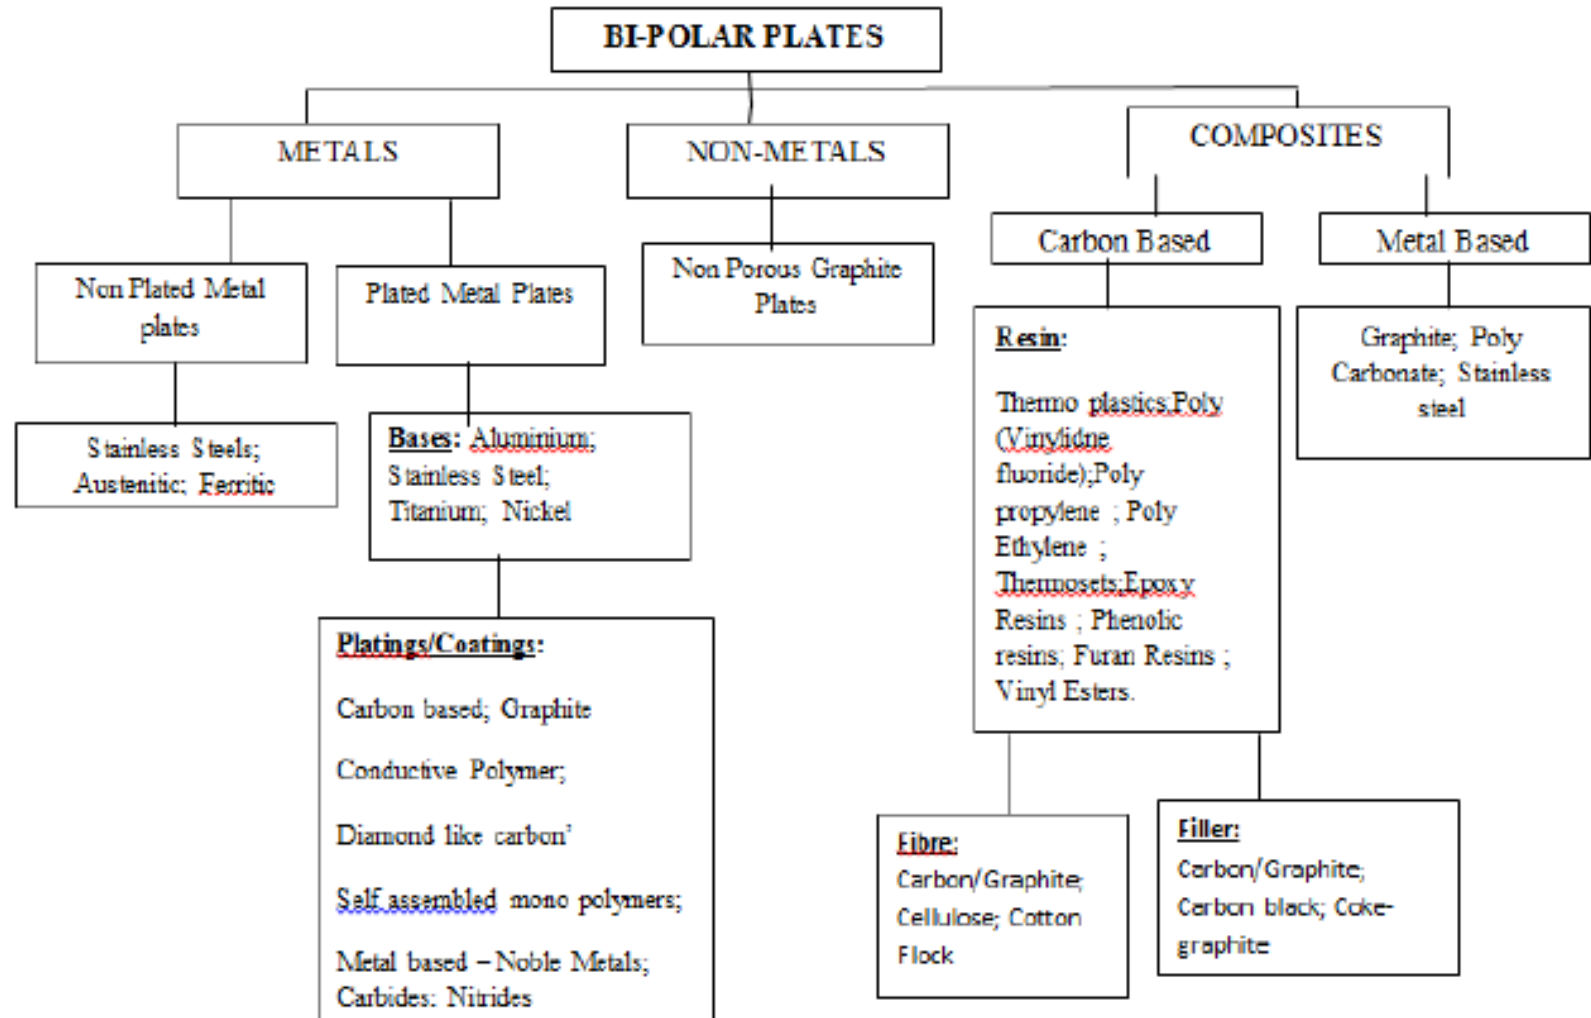 BI-POLAR PLATES
METALS
NON-METALS
COMPOSITES
Non Plated Metal
plates
Plated Metal Plates
Non Porous Graphite
Plates
Carbon Based
Metal Based
Stainless Steels;
Austenitic; Ferritic
Bases: Aluminium;
Stainless Steel;
Titanium; Nickel
Platings/Coatings:
Carbon based; Graphite
Conductive Polymer;
Diamond like carbon'
Self assembled mono polymers;
Metal based – Noble Metals;
Carbides: Nitrides
Resin:
Thermo plastics;Poly
(Vinylidne
fluoride);Poly
propylene ; Poly
Ethylene ;
Thermosets;Epoxy
Resins ; Phenolic
resins; Furan Resins ;
Vinyl Esters.
Graphite; Poly
Carbonate; Stainless
steel
Fibre:
Carbon/Graphite;
Cellulose; Cotton
Flock
Filler:
Carbon/Graphite;
Carbon black; Coke-
graphite